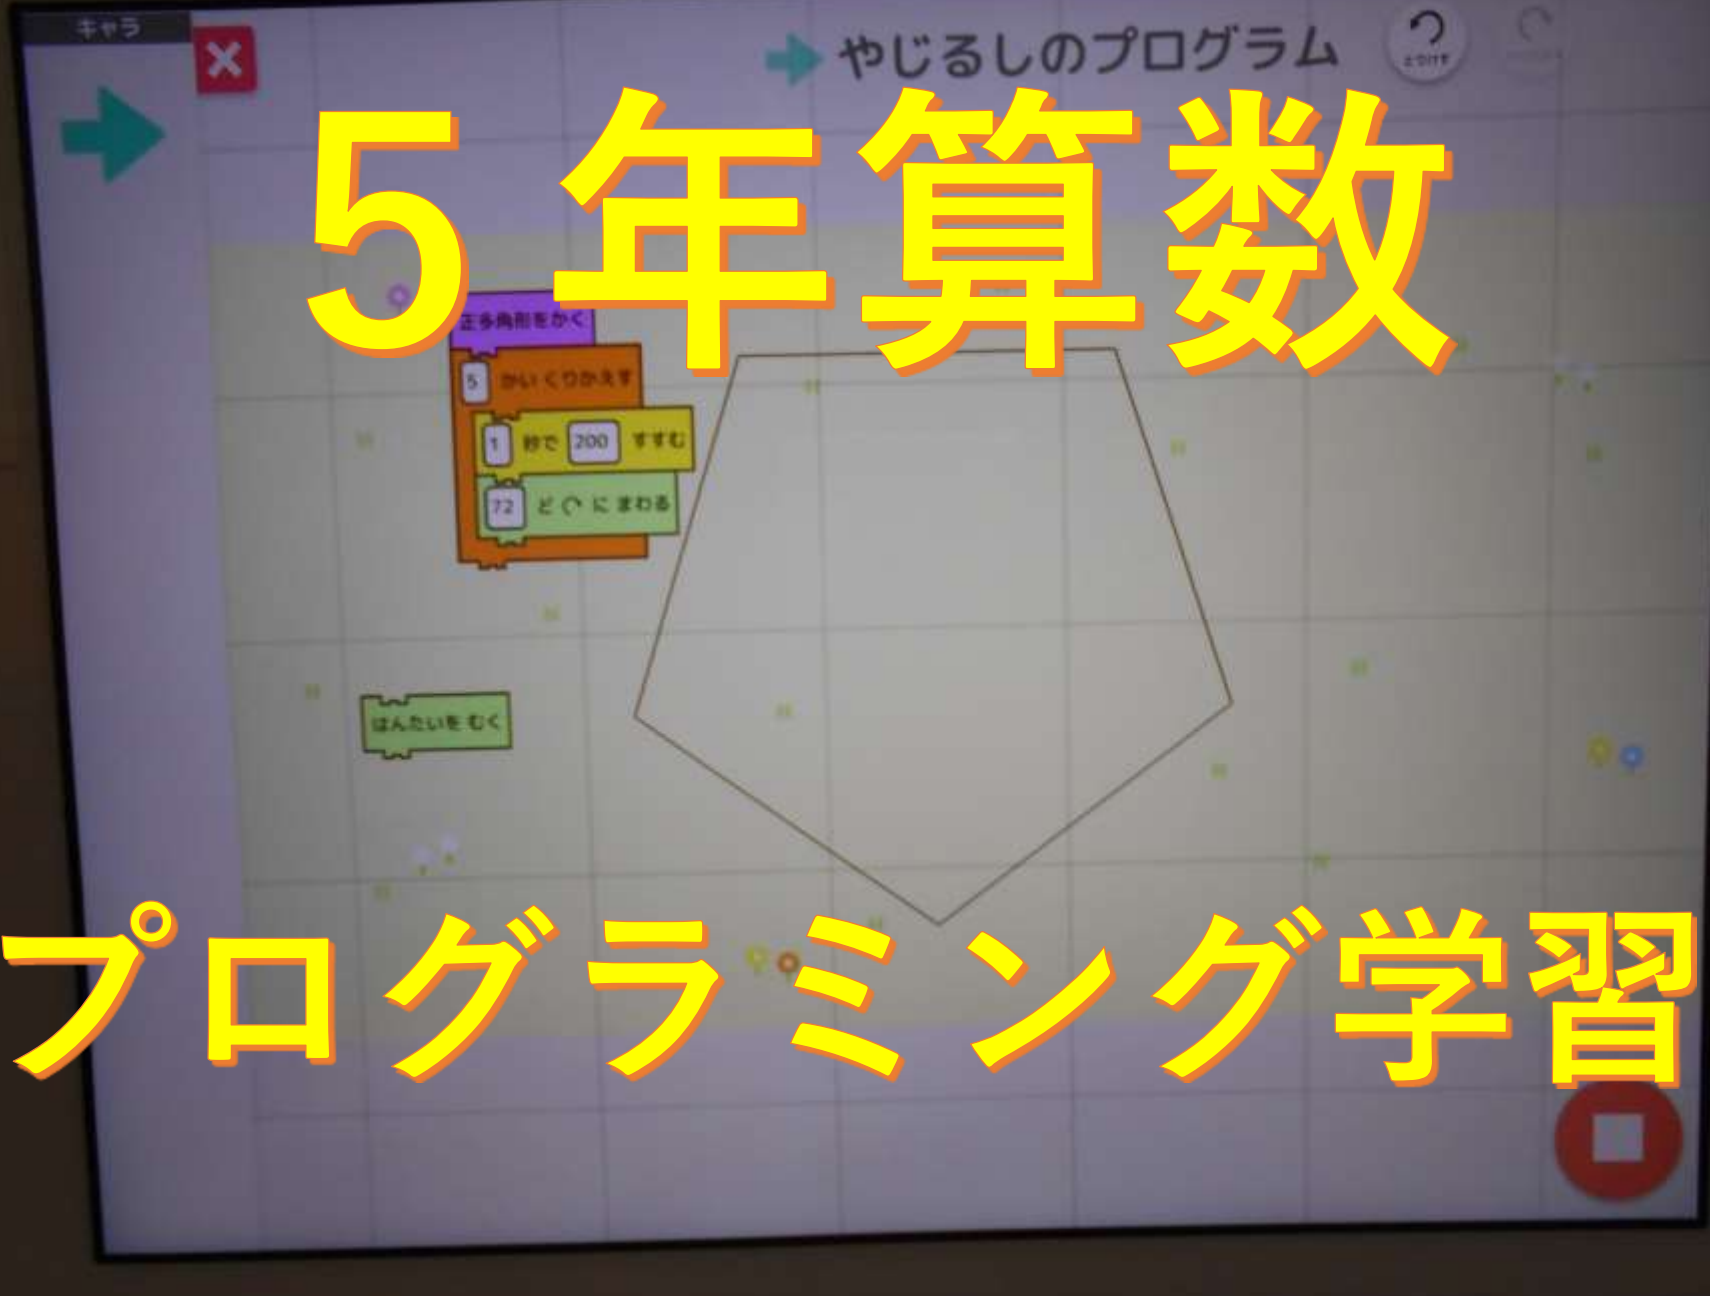 キャラ
やじるしのプログラム
５年算数
正多角形をかく
5 かい くりかえす
1 秒で 200 すすむ
72 ど に まわる
はんたいを むく
プログラミング学習